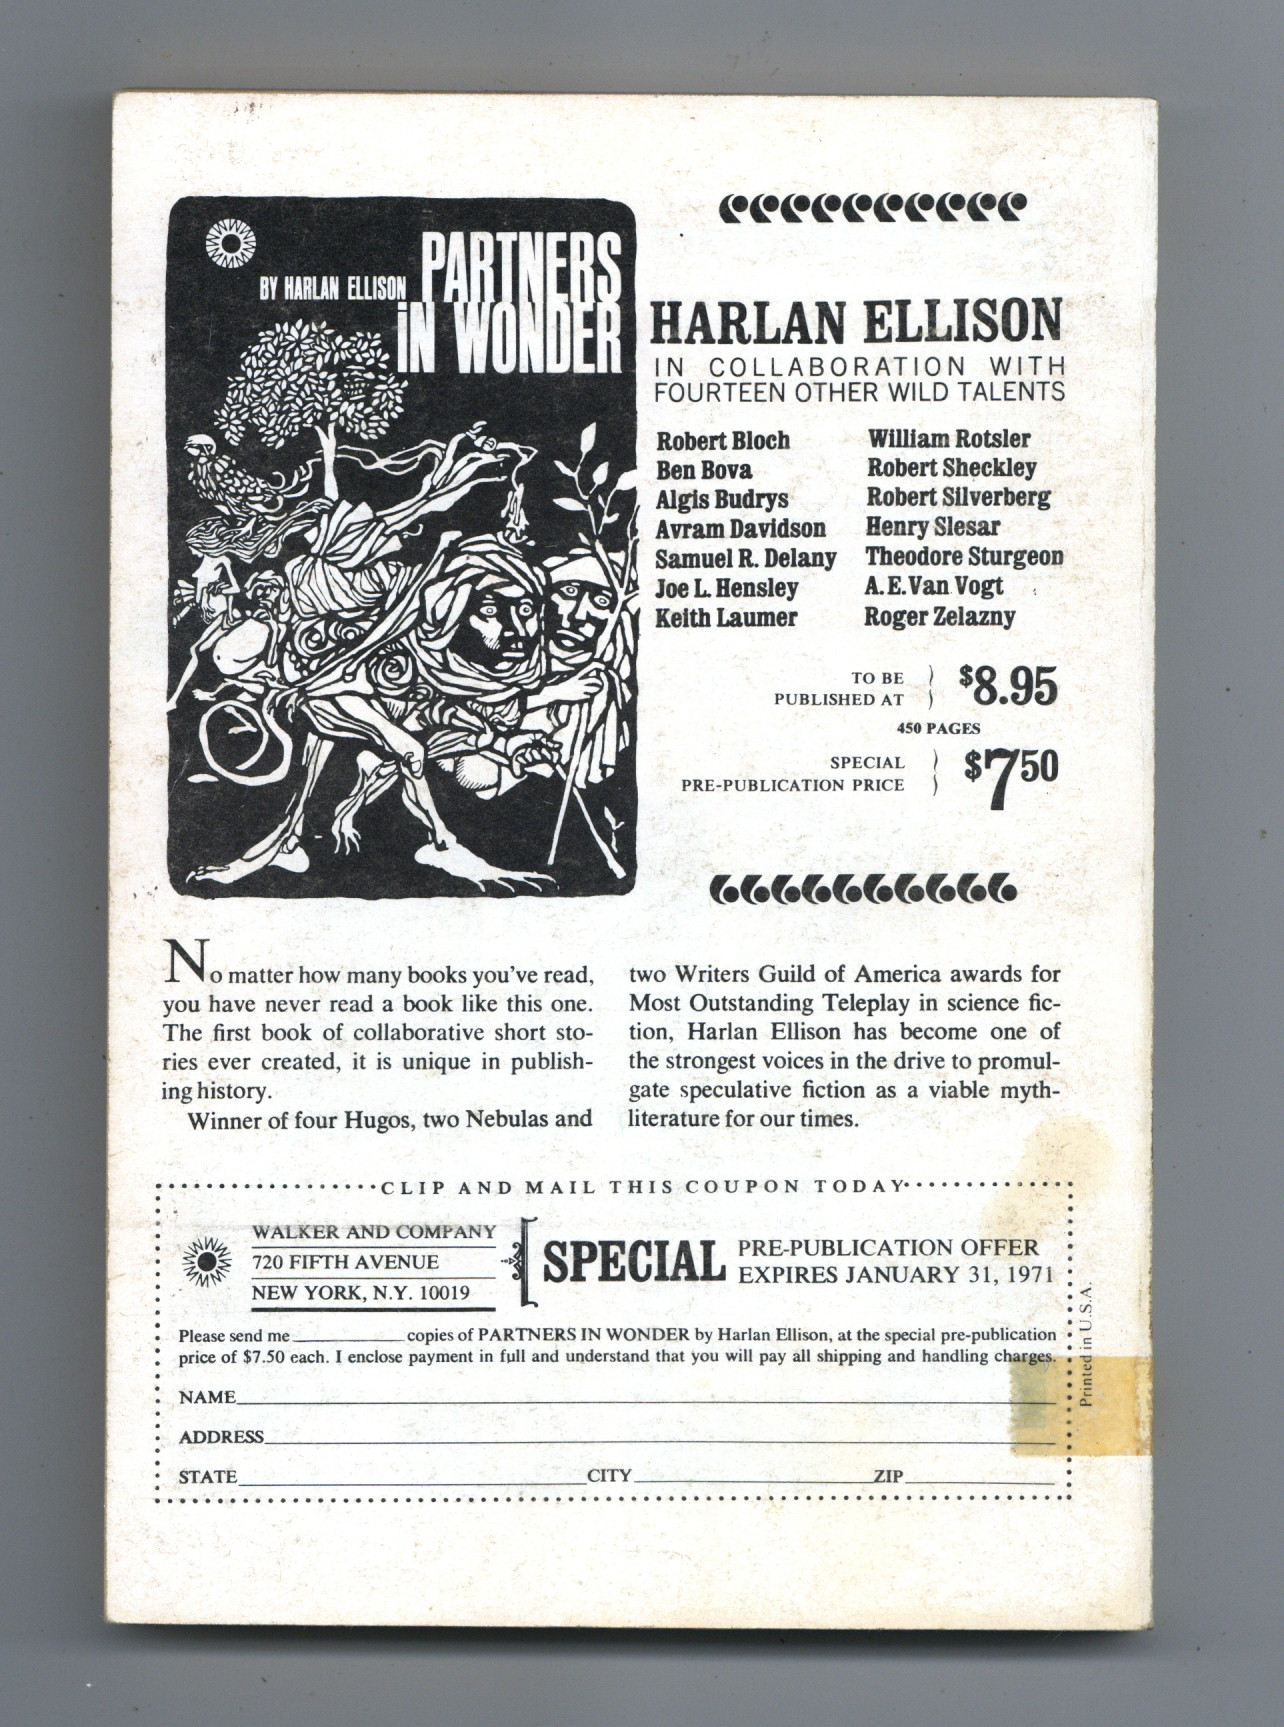 BY HARLAN ELLISON PARTNERS
iN WONDER
HARLAN ELLISON
IN COLLABORATION WITH
FOURTEEN OTHER WILD TALENTS
Robert Bloch
Ben Bova
Algis Budrys
Avram Davidson
Samuel R. Delany
Joe L. Hensley
Keith Laumer
William Rotsler
Robert Sheckley
Robert Silverberg
Henry Slesar
Theodore Sturgeon
A. E. Van Vogt
Roger Zelazny
TO BE
PUBLISHED AT } $8.95
450 PAGES
SPECIAL
PRE-PUBLICATION PRICE } $7 50
No matter how many books you've read,
you have never read a book like this one.
The first book of collaborative short sto-
ries ever created, it is unique in publish-
ing history.
Winner of four Hugos, two Nebulas and
two Writers Guild of America awards for
Most Outstanding Teleplay in science fic-
tion, Harlan Ellison has become one of
the strongest voices in the drive to promul-
gate speculative fiction as a viable myth-
literature for our times.
CLIP AND MAIL THIS COUPON TODAY
WALKER AND COMPANY
720 FIFTH AVENUE
NEW YORK, N.Y. 10019
SPECIAL PRE-PUBLICATION OFFER
EXPIRES JANUARY 31, 1971
Please send me __________ copies of PARTNERS IN WONDER by Harlan Ellison, at the special pre-publication
price of $7.50 each. I enclose payment in full and understand that you will pay all shipping and handling charges.
NAME
ADDRESS
STATE CITY ZIP
Printed in U.S.A.